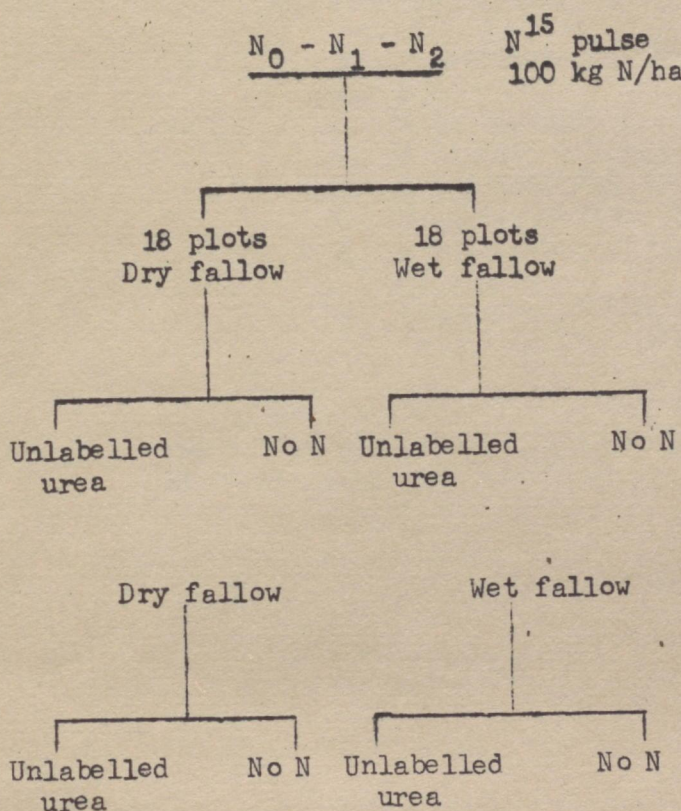 N0 - N1 - N2 N15 pulse
100 kg N/ha
18 plots 18 plots
Dry fallow Wet fallow
Unlabelled No N Unlabelled No N
urea urea
Dry fallow Wet fallow
Unlabelled No N Unlabelled No N
urea urea